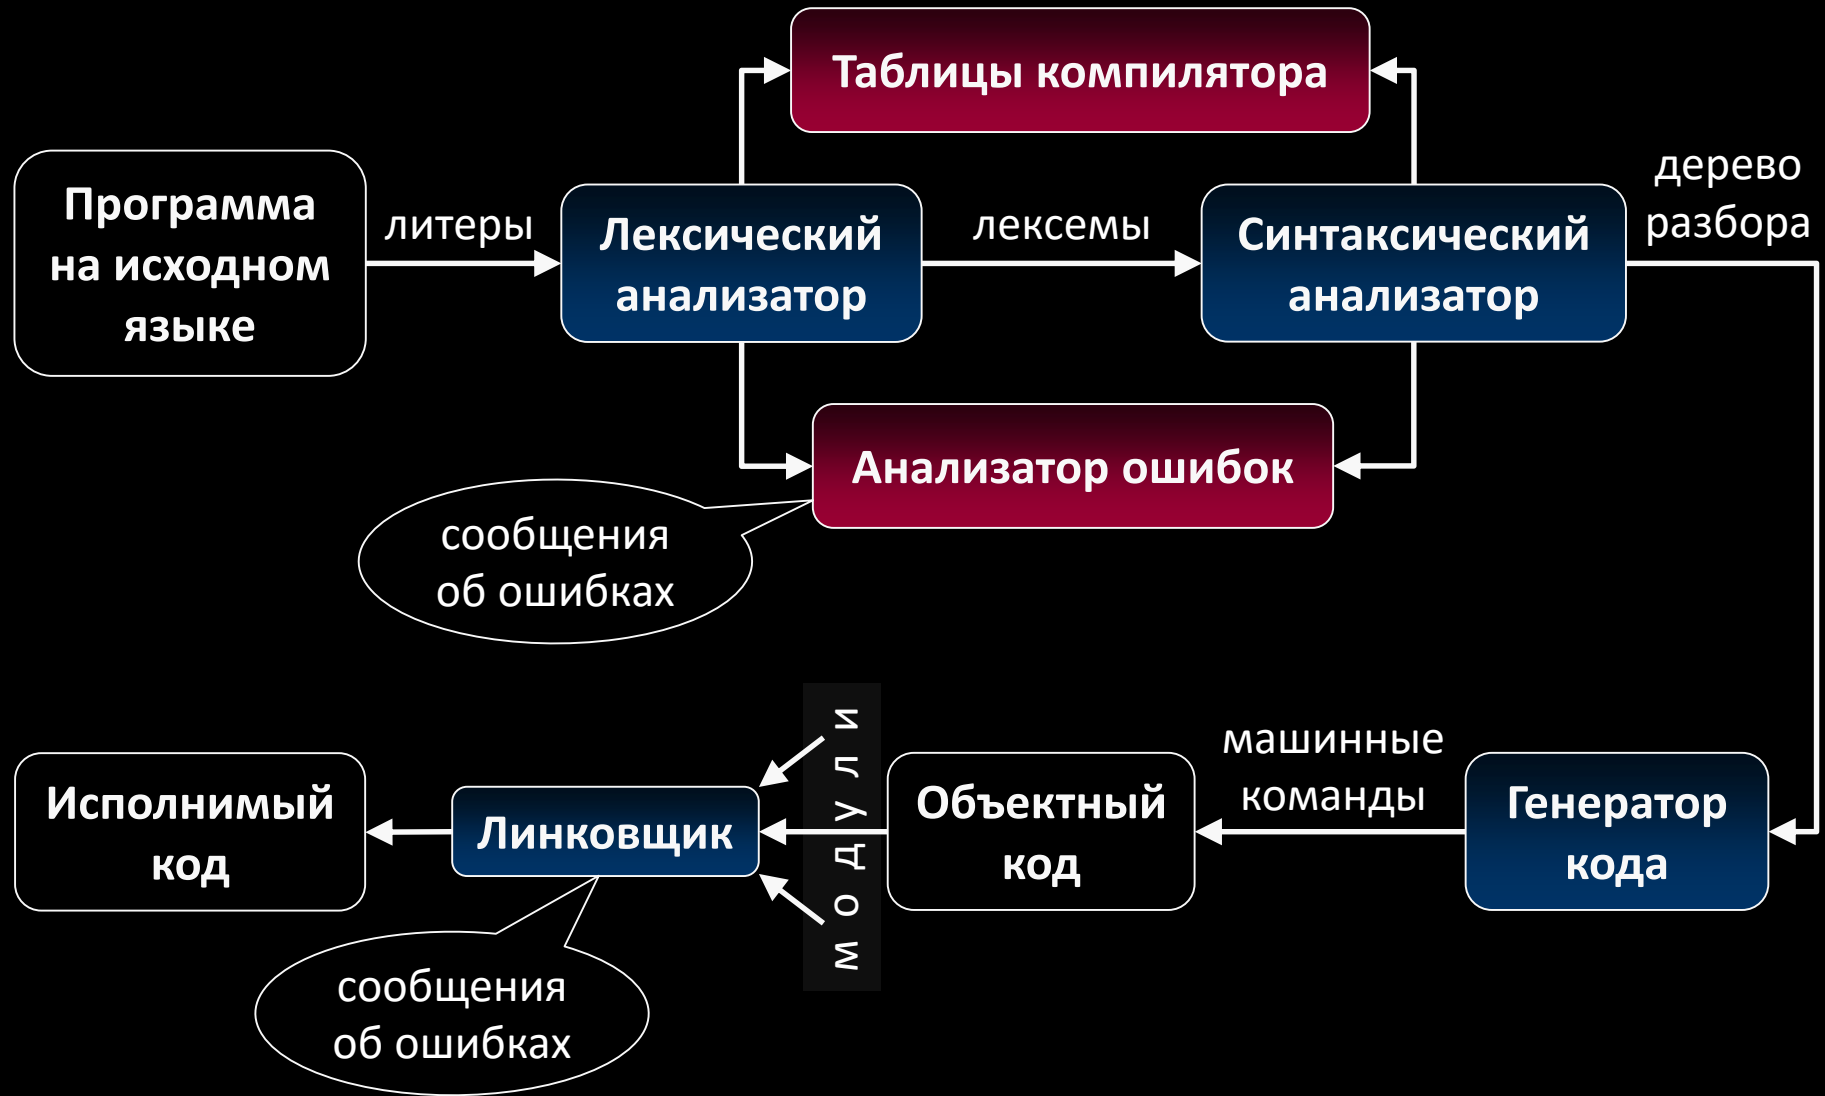 Таблицы компилятора
Программа
на исходном
языке
литеры
Лексический
анализатор
лексемы
Синтаксический
анализатор
дерево
разбора
Анализатор ошибок
сообщения
об ошибках
Исполнимый
код
Линковщик
модули
Объектный
код
машинные
команды
Генератор
кода
сообщения
об ошибках